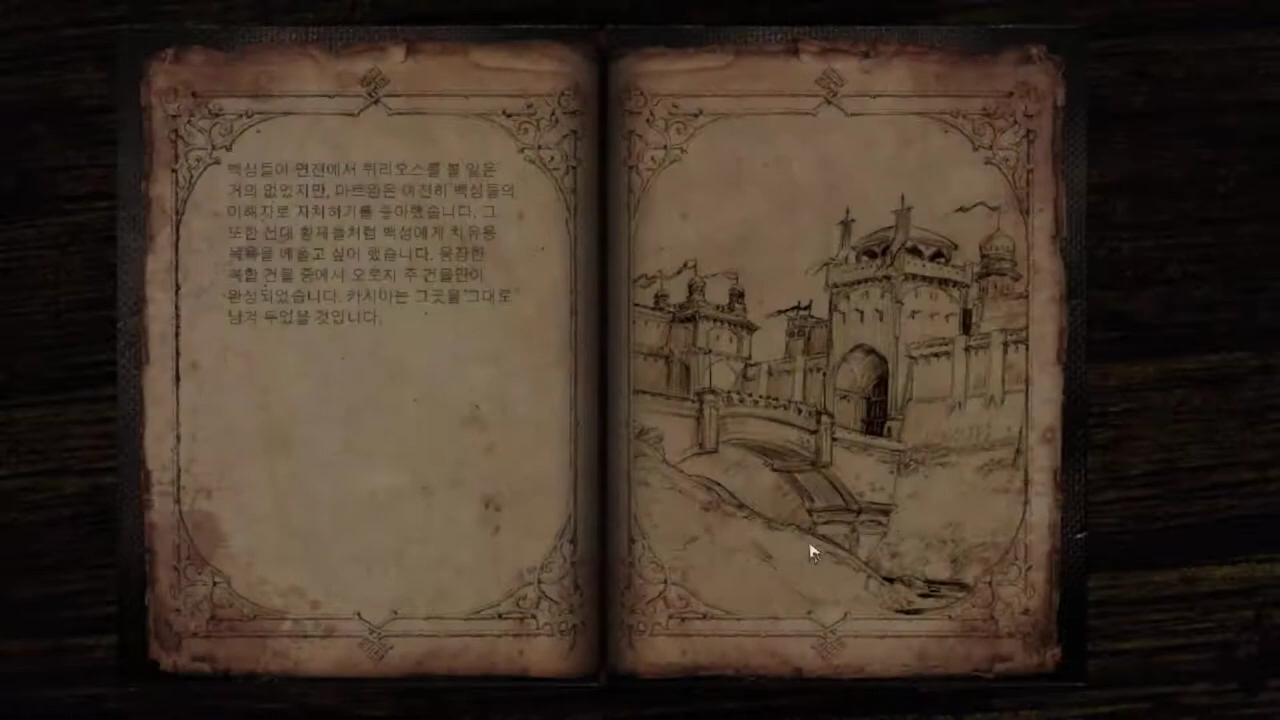 백성들이 면전에서 뤼리오스를 볼 일은
거의 없었지만, 마르완은 여전히 백성들의
이해자로 자처하기를 좋아했습니다. 그
또한 선대 황제들처럼 백성에게 치유용
목욕을 베풀고 싶어 했습니다. 웅장한
복합 건물 중에서 오로지 주 건물만이
완성되었습니다. 카시아는 그곳을 그대로
남겨 두었을 것입니다.